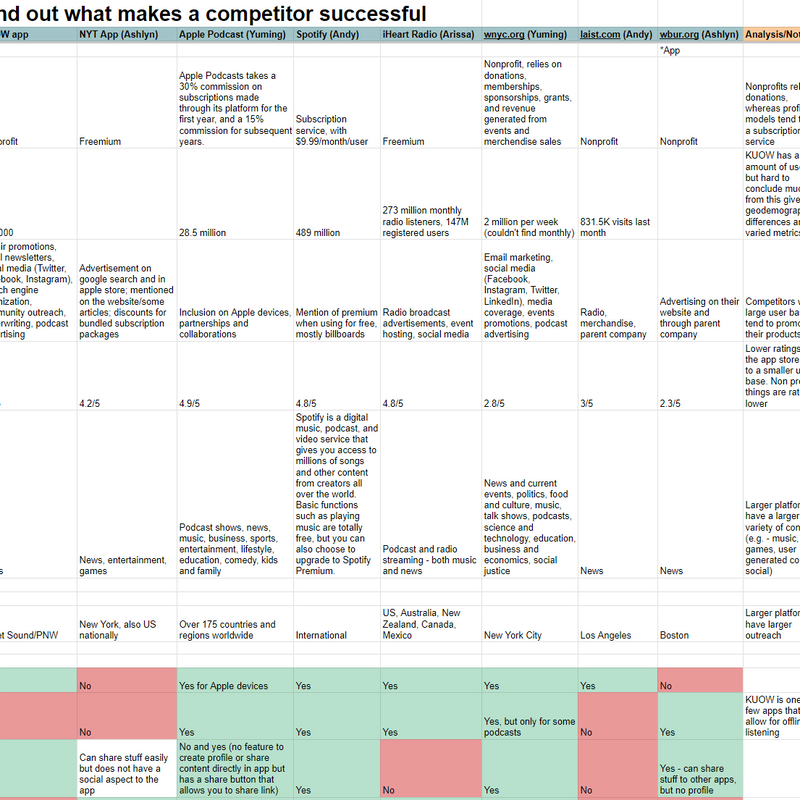 nd out what makes a competitor successful
W app NYT App (Ashlyn) Apple Podcast (Yuming) Spotify (Andy) iHeart Radio (Arissa) wnyc.org (Yuming) laist.com (Andy) wbur.org (Ashlyn) Analysis/No
*App
rofit
Freemium
Apple Podcasts takes a
30% commission on
subscriptions made
through its platform for the
first year, and a 15%
commission for subsequent
years.
Subscription
service, with
$9.99/month/user
Freemium
Nonprofit, relies on
donations,
memberships,
sponsorships, grants,
and revenue
generated from
events and
merchandise sales
Nonprofit
Nonprofit
Nonprofits rel
donations,
whereas profi
models tend t
a subscription
service
000
28.5 million
489 million
273 million monthly
radio listeners, 147M
registered users
2 million per week
(couldn't find monthly)
831.5K visits last
month
KUOW has a
amount of us
but hard to
conclude muc
from this give
geodemograp
differences a
varied metric
ir promotions,
l newsletters,
l media (Twitter,
book, Instagram),
ch engine
ization,
munity outreach,
rwriting, podcast
rtising
Advertisement on
google search and in
apple store; mentioned
on the website/some
articles; discounts for
bundled subscription
packages
Inclusion on Apple devices,
partnerships and
collaborations
Mention of premium
when using for free,
mostly billboards
Radio broadcast
advertisements, event
hosting, social media
Email marketing,
social media
(Facebook,
Instagram, Twitter,
LinkedIn), media
coverage, events
promotions, podcast
advertising
Radio,
merchandise,
parent company
Advertising on their
website and
through parent
company
Competitors w
large user ba
tend to promo
their products
4.2/5
4.9/5
4.8/5
4.8/5
2.8/5
3/5
2.3/5
Lower ratings
the app store
to a smaller u
base. Non pr
things are rat
lower
s
News, entertainment,
games
Podcast shows, news,
music, business, sports,
entertainment, lifestyle,
education, comedy, kids
and family
Spotify is a digital
music, podcast, and
video service that
gives you access to
millions of songs
and other content
from creators all
over the world.
Basic functions
such as playing
music are totally
free, but you can
also choose to
upgrade to Spotify
Premium.
Podcast and radio
streaming - both music
and news
News and current
events, politics, food
and culture, music,
talk shows, podcasts,
science and
technology, education,
business and
economics, social
justice
News
News
Larger platfor
have a larger
variety of con
(e.g. - music,
games, user
generated co
social)
et Sound/PNW
New York, also US
nationally
Over 175 countries and
regions worldwide
International
US, Australia, New
Zealand, Canada,
Mexico
New York City
Los Angeles
Boston
Larger platfor
have larger
outreach
No
Yes for Apple devices
Yes
Yes
Yes
Yes
No
No
Yes
Yes
Yes
Yes, but only for some
podcasts
No
Yes
KUOW is one
few apps that
allow for offlin
listening
Can share stuff easily
but does not have a
social aspect to the
app
No and yes (no feature to
create profile or share
content directly in app but
has a share button that
allows you to share link)
Yes
No
Yes
No
Yes - can share
stuff to other apps,
but no profile